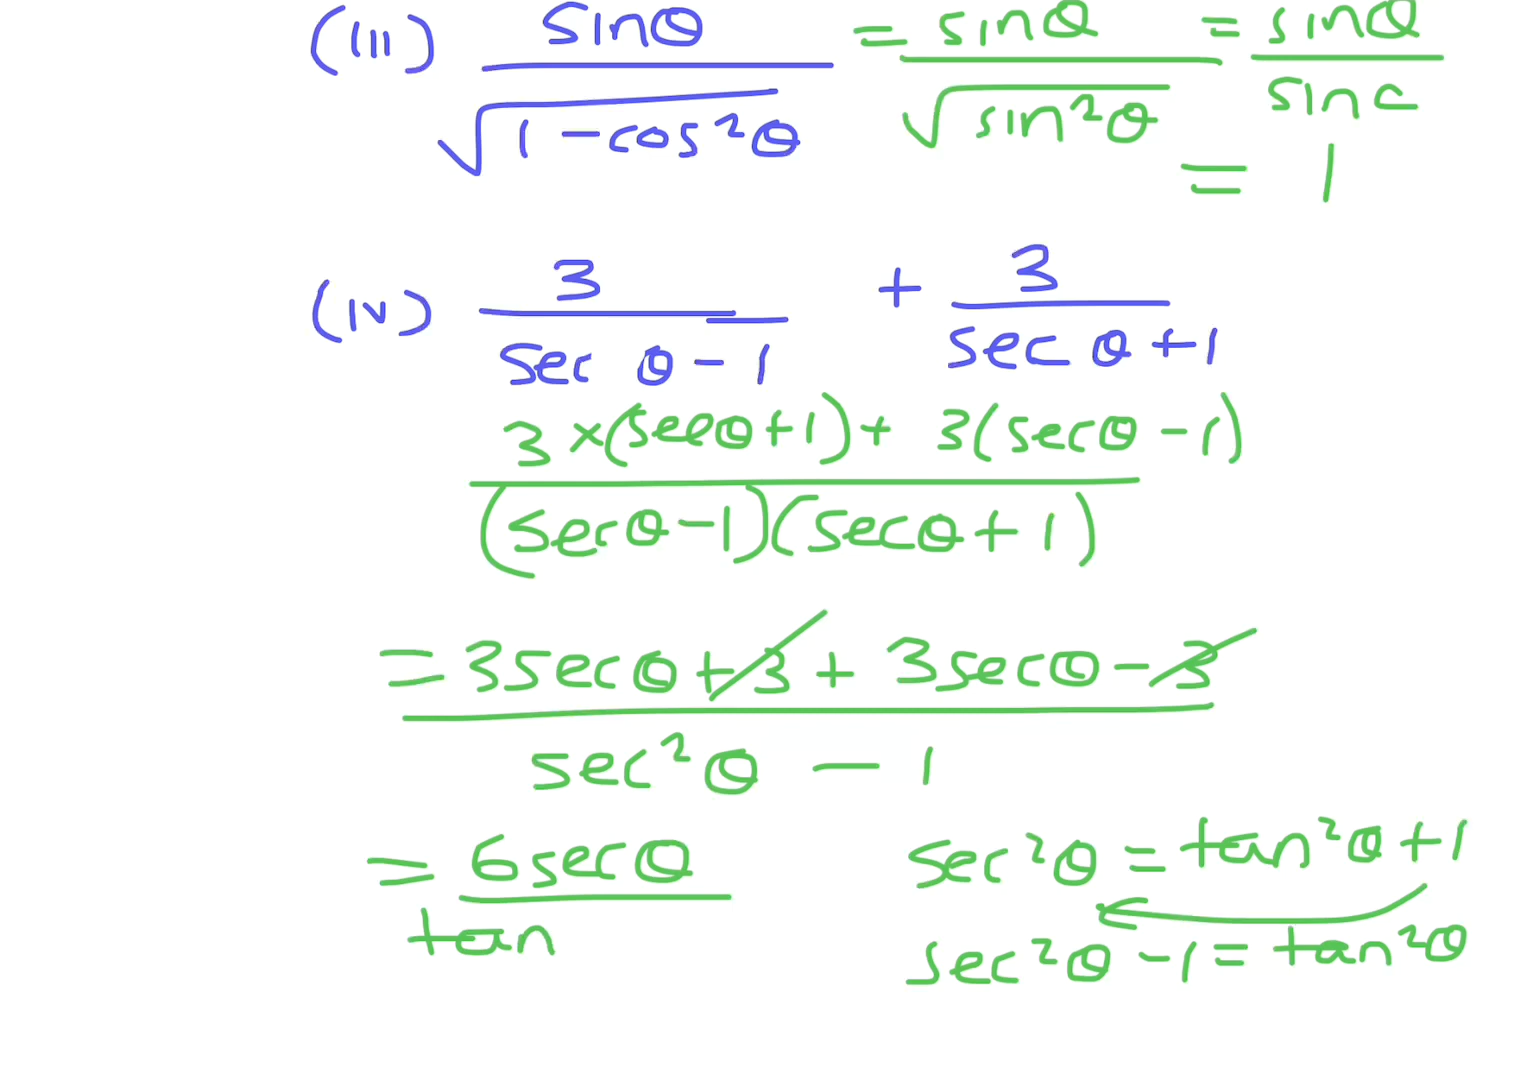 (iii) sinθ / √(1 - cos²θ) = sinθ / √(sin²θ) = sinθ / sinc
= 1
(iv) 3 / (sec θ - 1) + 3 / (sec θ + 1)
3 × (secθ + 1) + 3(secθ - 1) / (secθ - 1)(secθ + 1)
= 3secθ + 3 + 3secθ - 3 / sec²θ - 1
= 6secθ / tan
sec²θ = tan²θ + 1
sec²θ - 1 = tan²θ